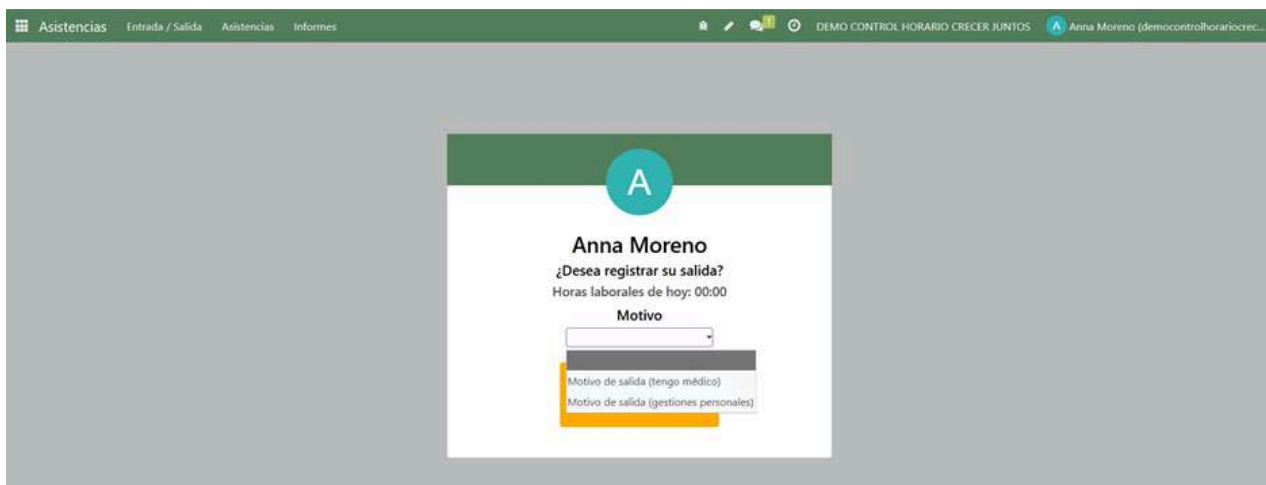 Asistencias Entrada / Salida Asistencias Informes DEMO CONTROL HORARIO CRECER JUNTOS A Anna Moreno (democontrolhorariocrec...
A
Anna Moreno
¿Desea registrar su salida?
Horas laborales de hoy: 00:00
Motivo
Motivo de salida (tengo médico)
Motivo de salida (gestiones personales)